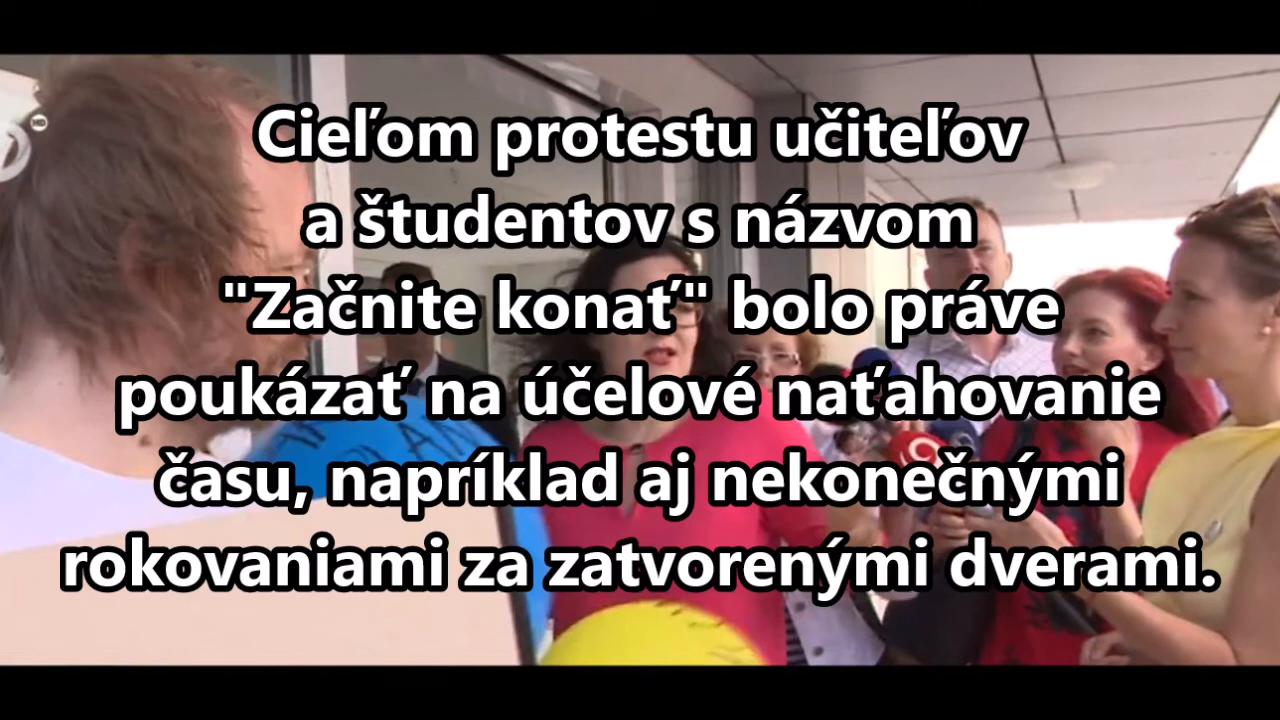 Cieľom protestu učiteľov
a študentov s názvom
"Začnite konať" bolo práve
poukázať na účelové naťahovanie
času, napríklad aj nekonečnými
rokovaniami za zatvorenými dverami.
HD